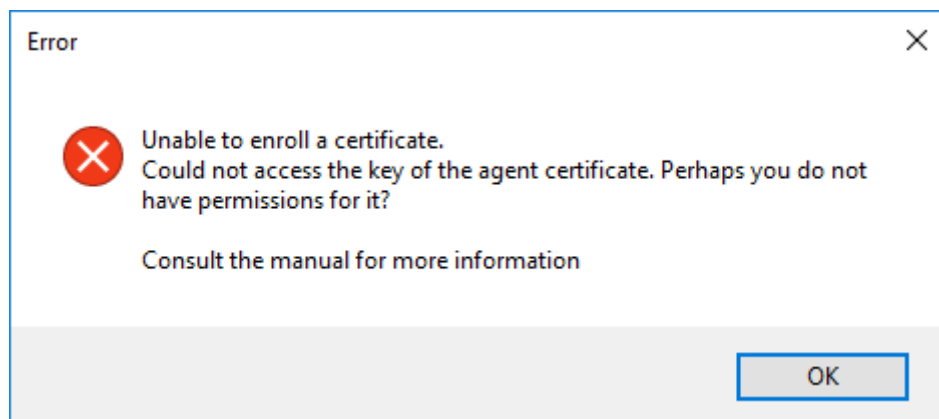 Error
Unable to enroll a certificate.
Could not access the key of the agent certificate. Perhaps you do not
have permissions for it?
Consult the manual for more information
OK